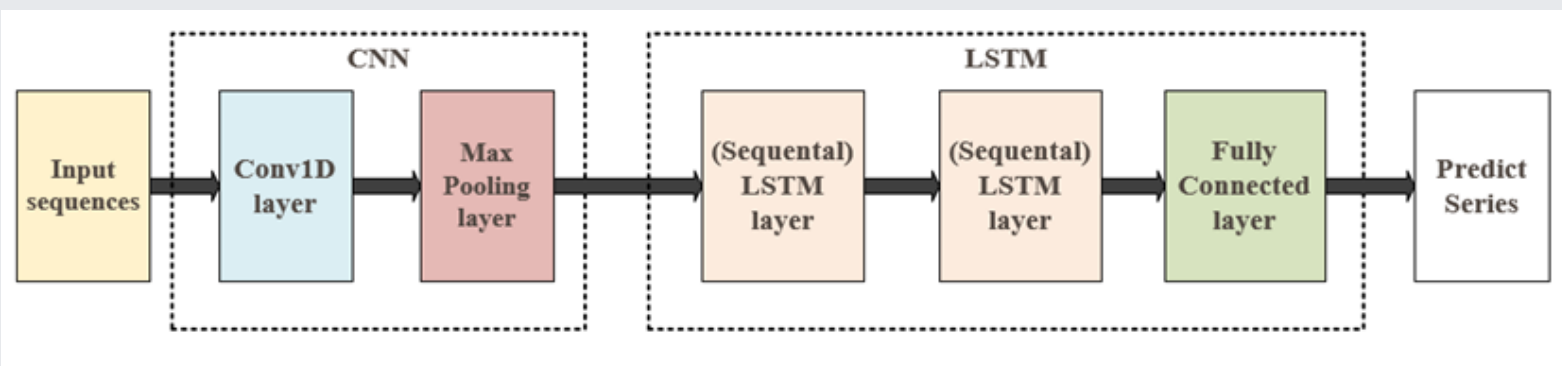 CNN
LSTM
Input
sequences
Conv1D
layer
Max
Pooling
layer
(Sequental)
LSTM
layer
(Sequental)
LSTM
layer
Fully
Connected
layer
Predict
Series